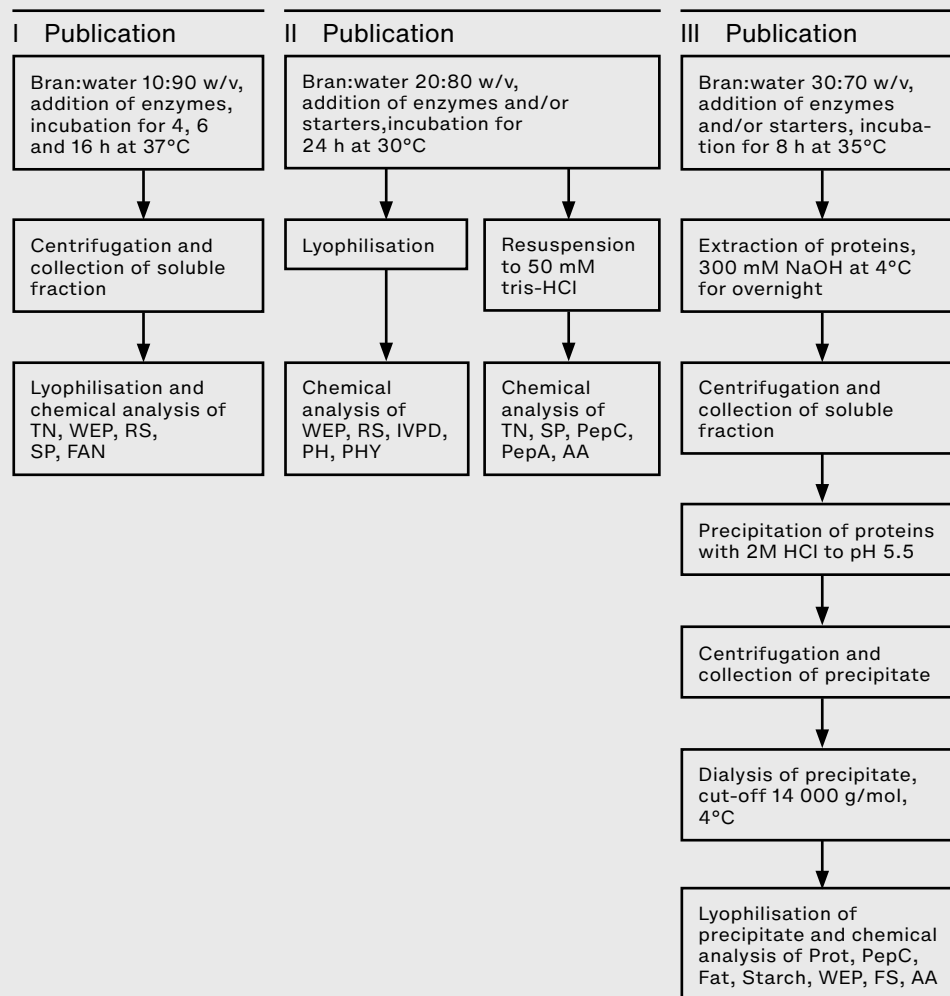 I Publication
Bran:water 10:90 w/v,
addition of enzymes,
incubation for 4, 6
and 16 h at 37°C
Centrifugation and
collection of soluble
fraction
Lyophilisation and
chemical analysis of
TN, WEP, RS,
SP, FAN
II Publication
Bran:water 20:80 w/v,
addition of enzymes and/or
starters,incubation for
24 h at 30°C
Lyophilisation
Chemical
analysis of
WEP, RS, IVPD,
PH, PHY
Resuspension
to 50 mM
tris-HCl
Chemical
analysis of
TN, SP, PepC,
PepA, AA
III Publication
Bran:water 30:70 w/v,
addition of enzymes
and/or starters, incuba-
tion for 8 h at 35°C
Extraction of proteins,
300 mM NaOH at 4°C
for overnight
Centrifugation and
collection of soluble
fraction
Precipitation of proteins
with 2M HCl to pH 5.5
Centrifugation and
collection of precipitate
Dialysis of precipitate,
cut-off 14 000 g/mol,
4°C
Lyophilisation of
precipitate and chemical
analysis of Prot, PepC,
Fat, Starch, WEP, FS, AA